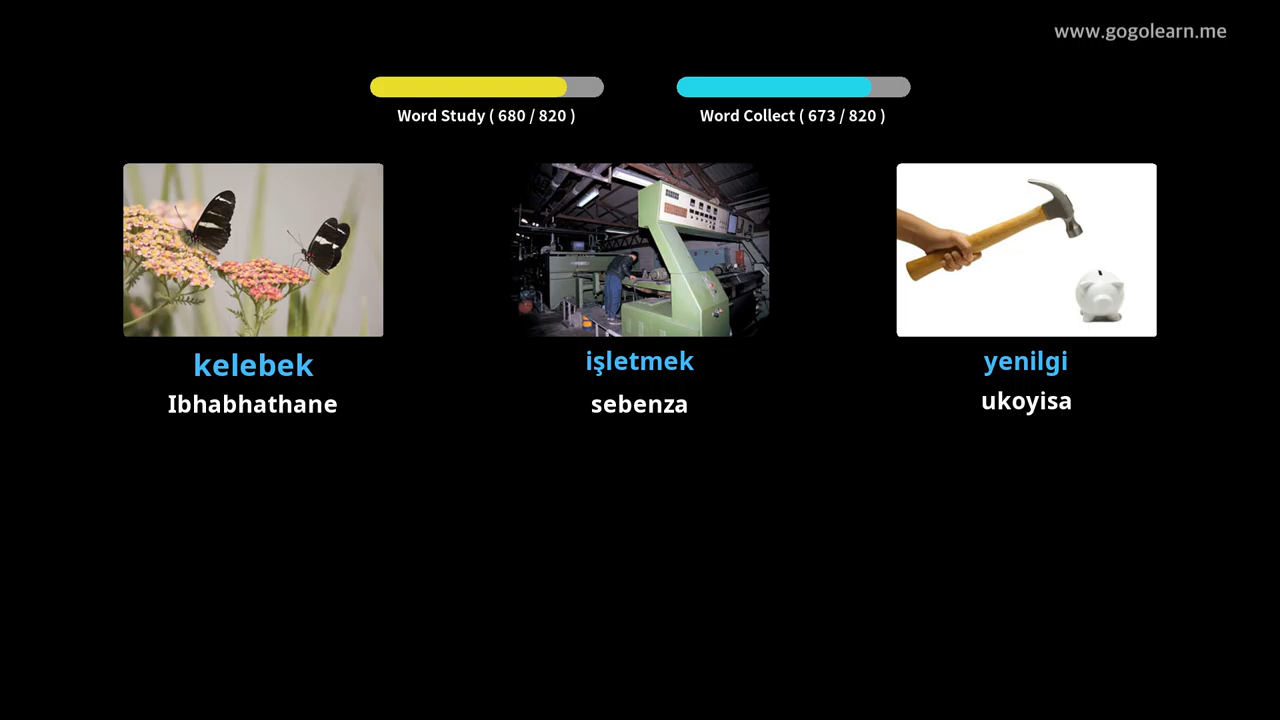 www.gogolearn.me
Word Study ( 680 / 820 )
Word Collect ( 673 / 820 )
kelebek
Ibhabhathane
işletmek
sebenza
yenilgi
ukoyisa